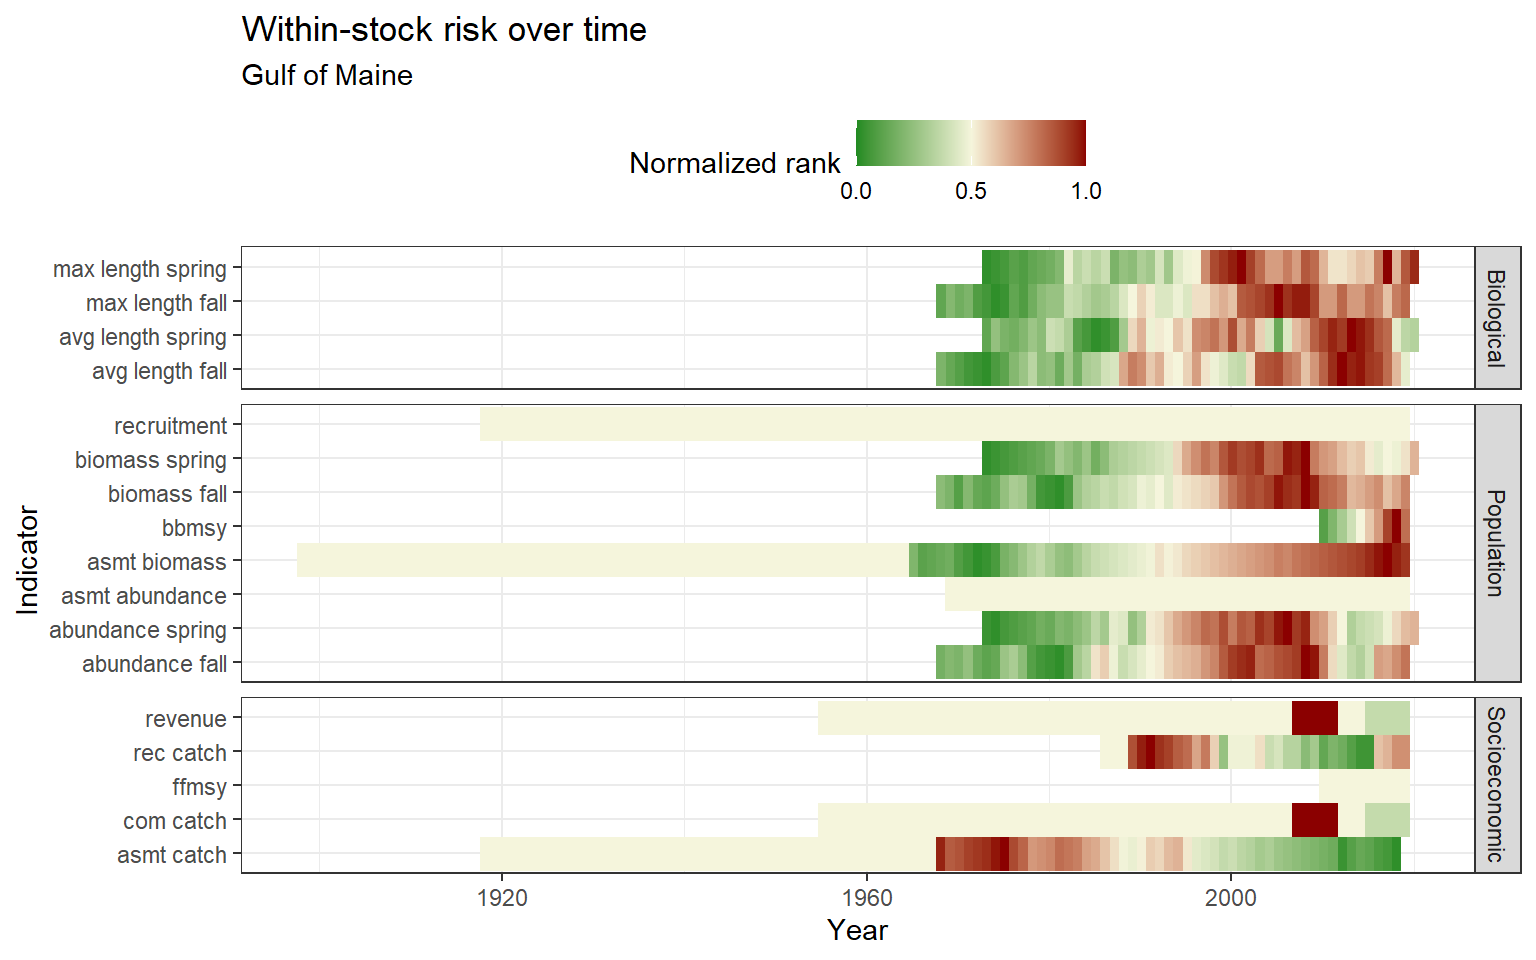 Within-stock risk over time
Gulf of Maine
Normalized rank
0.0 0.5 1.0
max length spring
max length fall
avg length spring
avg length fall
Biological
recruitment
biomass spring
biomass fall
bbmsy
asmt biomass
asmt abundance
abundance spring
abundance fall
Population
revenue
rec catch
ffmsy
com catch
asmt catch
Socioeconomic
Indicator
1920 1960 2000
Year